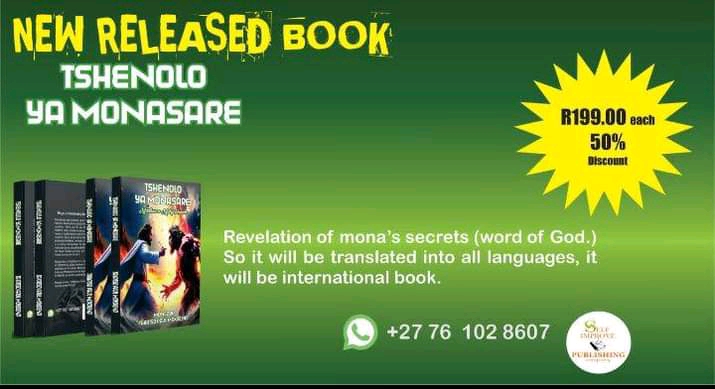 NEW RELEASED BOOK
TSHENOLO
YA MONASARE
R199.00 each
50%
Discount
TSHENOLO
YA MONASARE
Revelation of mona's secrets (word of God.)
So it will be translated into all languages, it
will be international book.
+27 76 102 8607
SELF
IMPROVE
PUBLISHING